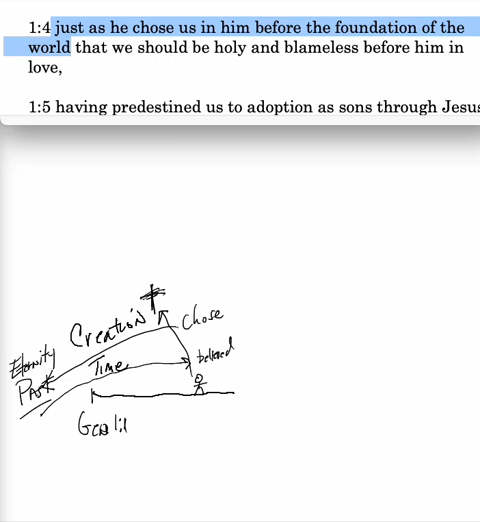 1:4 just as he chose us in him before the foundation of the
world that we should be holy and blameless before him in
love,
1:5 having predestined us to adoption as sons through Jesus
Creation
Chose
Eternity
Past
Time
believed
Gen 1:1